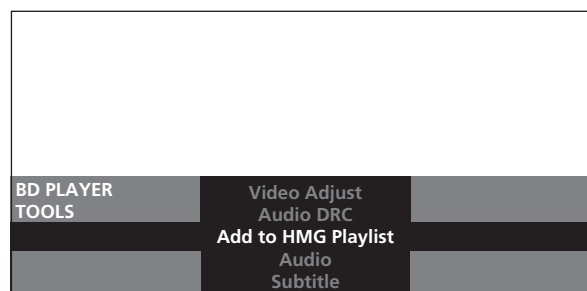 BD PLAYER
TOOLS
Video Adjust
Audio DRC
Add to HMG Playlist
Audio
Subtitle